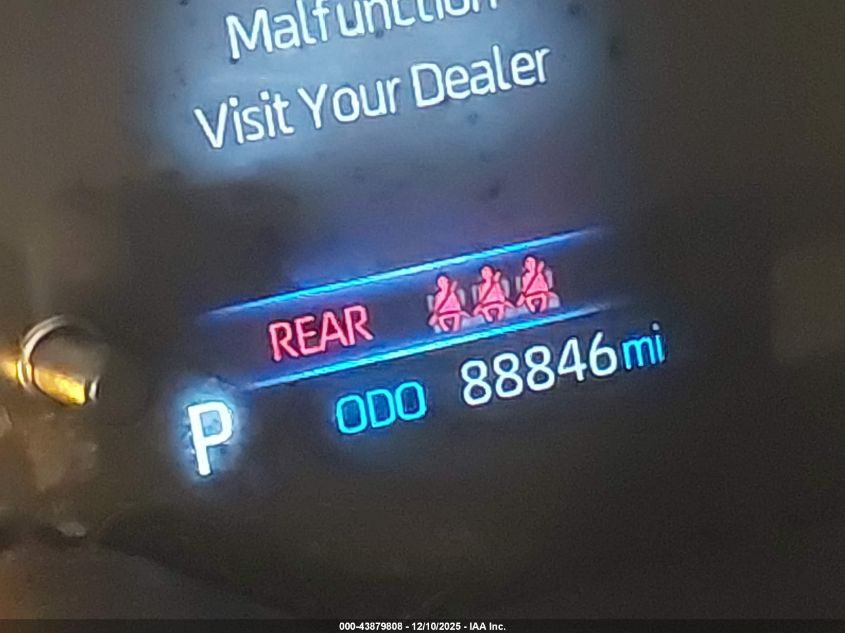 Malfunction
Visit Your Dealer
REAR
P ODO 88846 mi
000-43879808 - 12/10/2025 - IAA Inc.